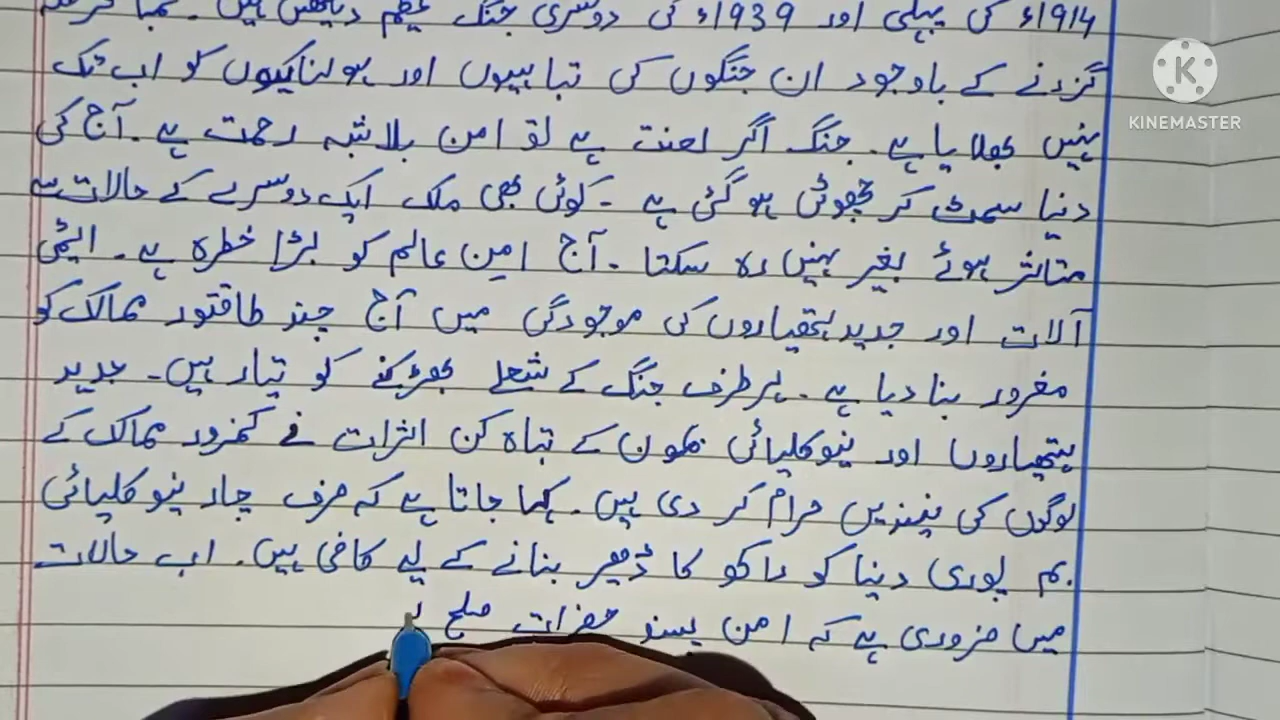 1914ء کی پہلی اور 1939ء کی دوسری جنگ عظیم دیکھیں ہیں۔
گزرنے کے باوجود ان جنگوں کی تباہیوں اور ہولناکیوں کو اب تک
نہیں بھلایا ہے۔ جنگ اگر لعنت ہے تو امن بلاشبہ رحمت ہے۔ آج کی
دنیا سمٹ کر چھوٹی ہو گئی ہے۔ کوئی بھی ملک ایک دوسرے کے حالات سے
متاثر ہوئے بغیر نہیں رہ سکتا۔ آج امن عالم کو بڑا خطرہ ہے۔ ایٹمی
آلات اور جدید ہتھیاروں کی موجودگی میں آج چند طاقتور ممالک کو
مغرور بنا دیا ہے۔ ہر طرف جنگ کے شعلے بھڑکنے کو تیار ہیں۔ جدید
ہتھیاروں اور نیوکلیائی بموں کے تباہ کن اثرات نے کمزور ممالک کے
لوگوں کی نیندیں حرام کر دی ہیں۔ کہا جاتا ہے کہ صرف چار نیوکلیائی
بم پوری دنیا کو راکھ کا ڈھیر بنانے کے لیے کافی ہیں۔ اب حالات
میں ضروری ہے کہ امن پسند حضرات صلح
KINEMASTER